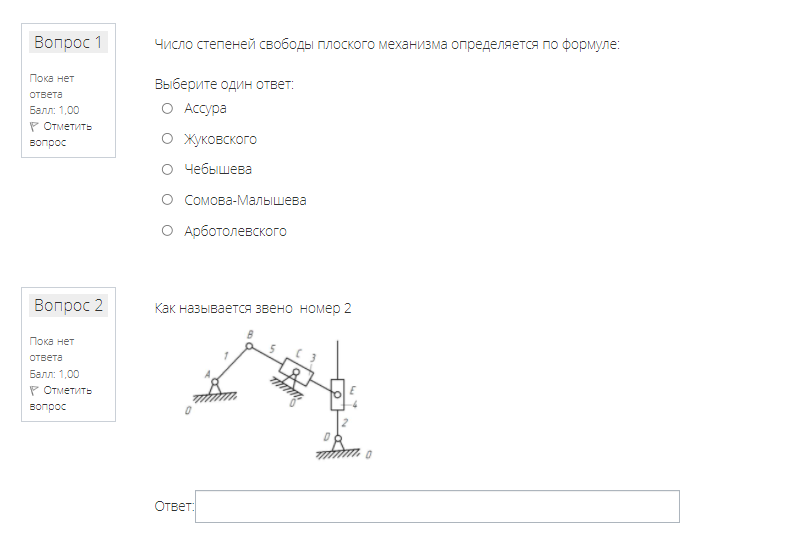 Вопрос 1
Пока нет
ответа
Балл: 1,00
Отметить
вопрос
Число степеней свободы плоского механизма определяется по формуле:
Выберите один ответ:
Ассура
Жуковского
Чебышева
Сомова-Малышева
Арботолевского
Вопрос 2
Пока нет
ответа
Балл: 1,00
Отметить
вопрос
Как называется звено номер 2
B
1
5
C
3
A
0
0
E
4
2
D
0
Ответ: